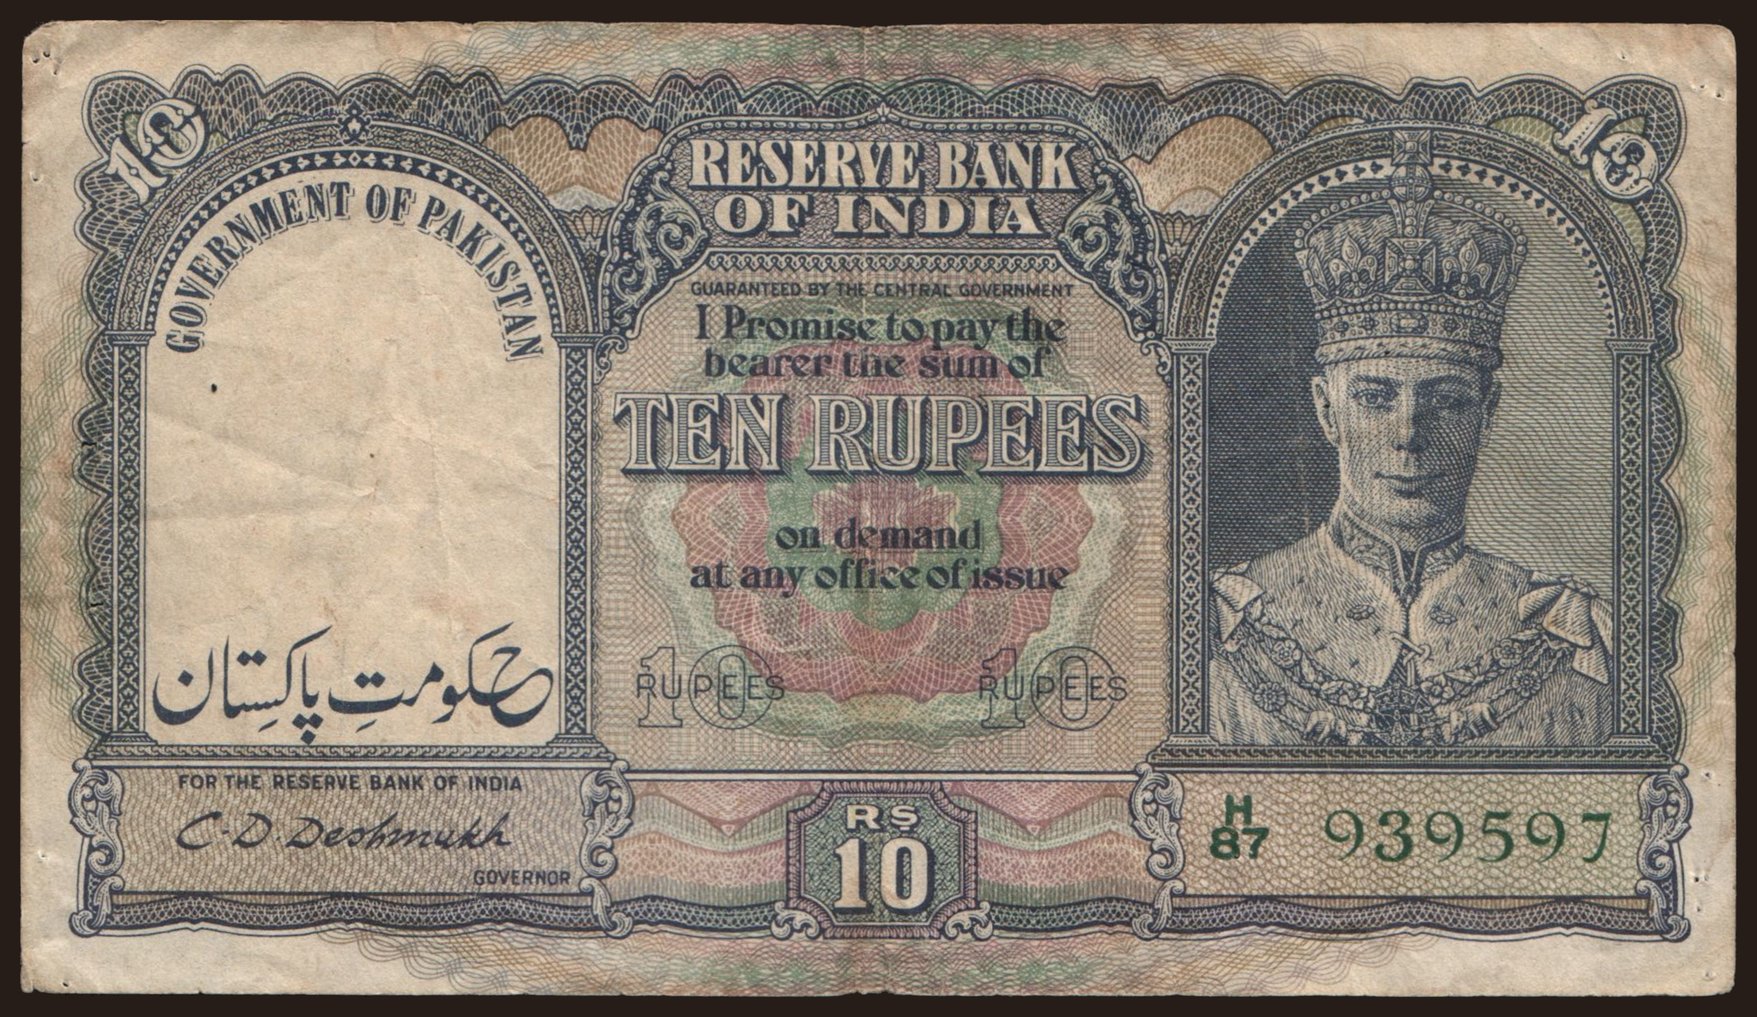 10
10
RESERVE BANK
OF INDIA
GOVERNMENT OF PAKISTAN
GUARANTEED BY THE CENTRAL GOVERNMENT
I Promise to pay the
bearer the sum of
TEN RUPEES
on demand
at any office of issue
10 RUPEES
10 RUPEES
حکومتِ پاکِستان
FOR THE RESERVE BANK OF INDIA
C. D. Deshmukh
GOVERNOR
RS
10
H
87 939597